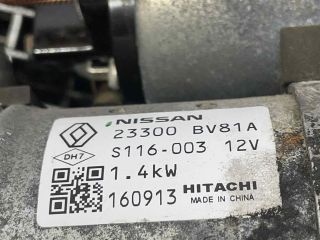 NISSAN
23300 BV81A
DH7 S116-003 12V
1.4kW
160913 HITACHI
MADE IN CHINA